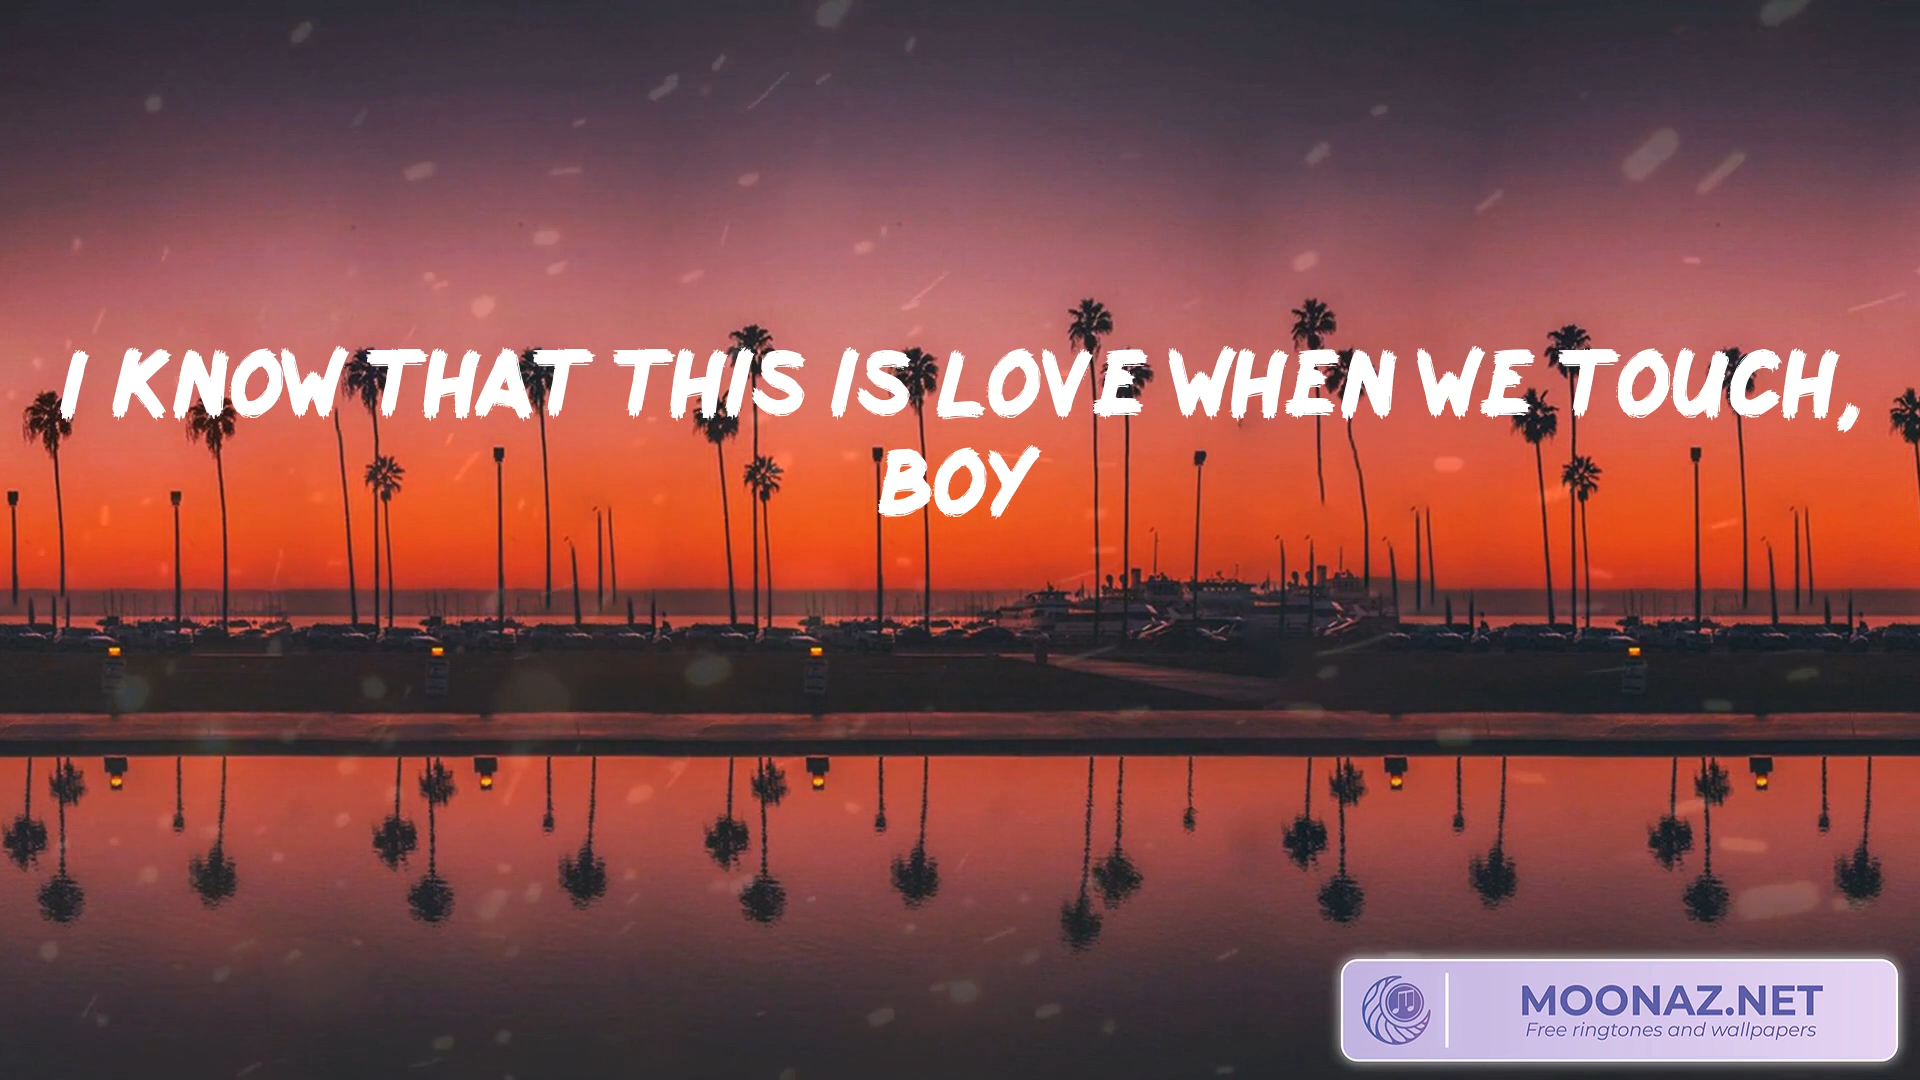 I KNOW THAT THIS IS LOVE WHEN WE TOUCH,
BOY
MOONAZ.NET
Free ringtones and wallpapers